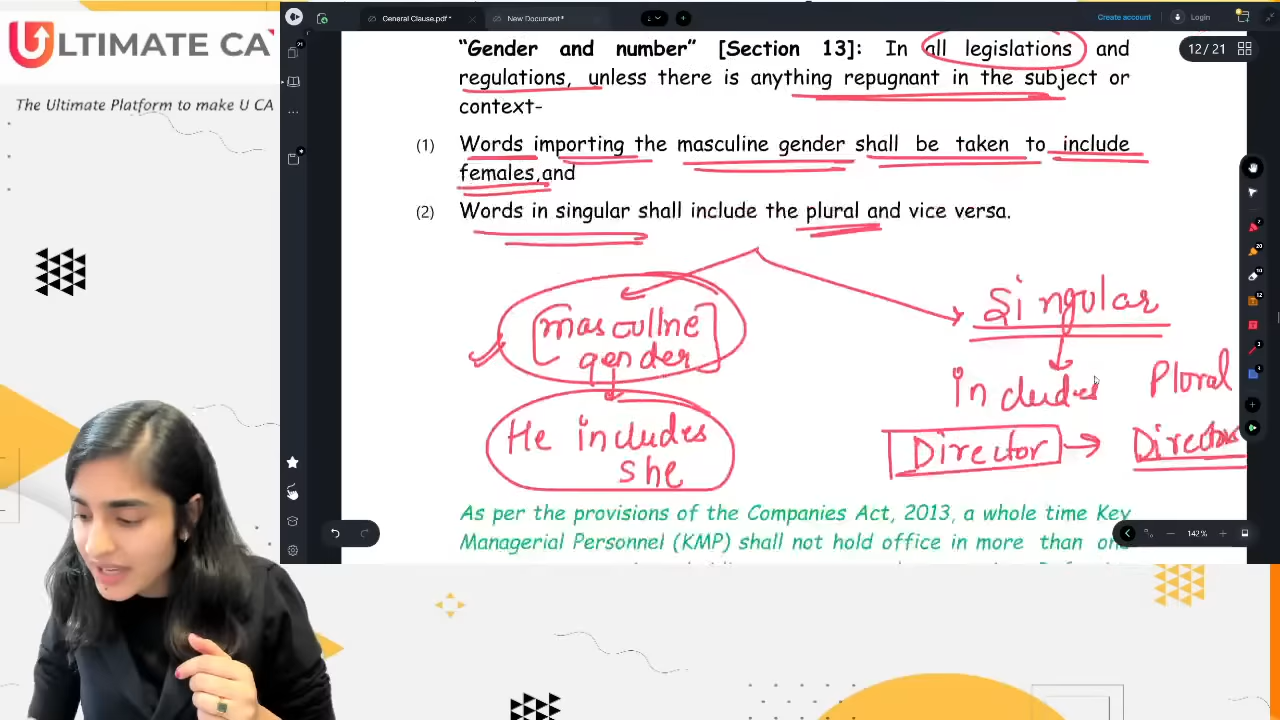 General Clause.pdf *
New Document*
Create account
Login
ULTIMATE CA
The Ultimate Platform to make U CA
12 / 21
"Gender and number" [Section 13]: In all legislations and
regulations, unless there is anything repugnant in the subject or
context-
(1) Words importing the masculine gender shall be taken to include
females,and
(2) Words in singular shall include the plural and vice versa.
masculine
gender
He includes
she
Singular
includes Plural
Director → Directors
As per the provisions of the Companies Act, 2013, a whole time Key
Managerial Personnel (KMP) shall not hold office in more than one
142%